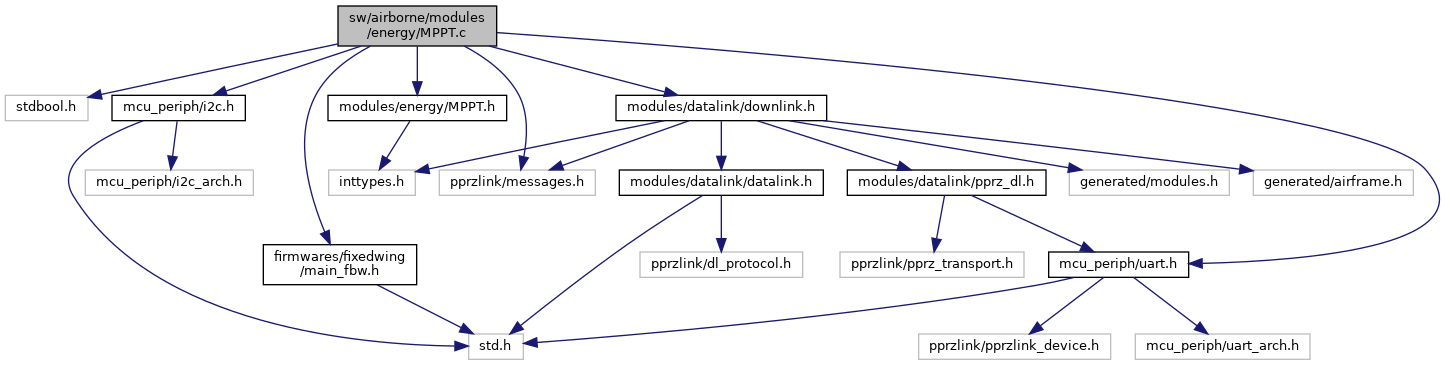 sw/airborne/modules
/energy/MPPT.c
stdbool.h
mcu_periph/i2c.h
modules/energy/MPPT.h
modules/datalink/downlink.h
mcu_periph/i2c_arch.h
inttypes.h
pprzlink/messages.h
modules/datalink/datalink.h
modules/datalink/pprz_dl.h
generated/modules.h
generated/airframe.h
firmwares/fixedwing
/main_fbw.h
pprzlink/dl_protocol.h
pprzlink/pprz_transport.h
mcu_periph/uart.h
std.h
pprzlink/pprzlink_device.h
mcu_periph/uart_arch.h